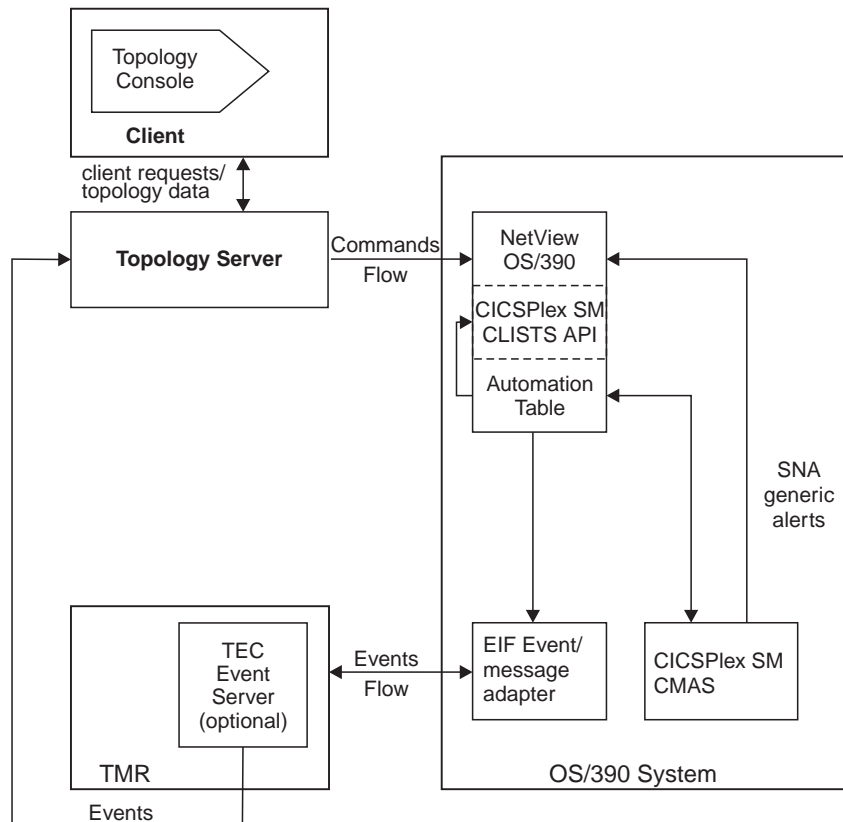 Topology
Console
Client
client requests/
topology data
Topology Server
Commands
Flow
NetView
OS/390
CICSPlex SM
CLISTS API
Automation
Table
SNA
generic
alerts
TEC
Event
Server
(optional)
TMR
Events
Flow
EIF Event/
message
adapter
CICSPlex SM
CMAS
OS/390 System
Events